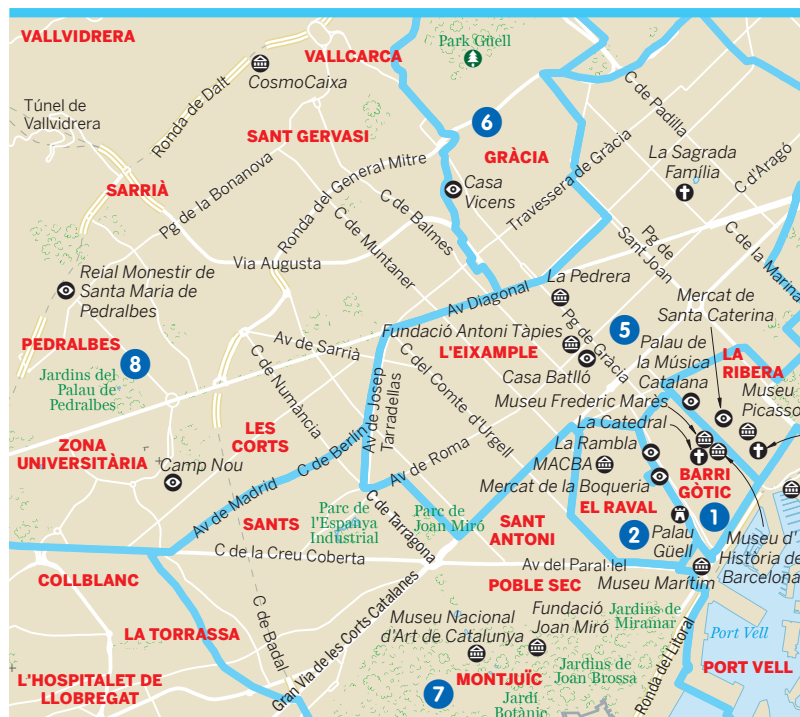 VALLVIDRERA
Park Güell
VALLCARCA
CosmoCaixa
C de Padilla
Túnel de
Vallvidrera
Ronda de Dalt
6
SANT GERVASI
GRÀCIA
La Sagrada
Família
C d'Aragó
SARRIÀ
Pg de la Bonanova
Ronda del General Mitre
Casa
Vicens
Travessera de Gràcia
C de Balmes
C de Muntaner
Pg de
Sant Joan
C de la Marina
Via Augusta
Reial Monestir de
Santa Maria de
Pedralbes
La Pedrera
Av Diagonal
Mercat de
Santa Caterina
Fundació Antoni Tàpies
5
Pg de Gràcia
Palau de
la Música
Catalana
PEDRALBES
8
Av de Sarrià
L'EIXAMPLE
LA
RIBERA
Jardins del
Palau de
Pedralbes
C de Numància
Av de Josep
Tarradellas
C del Comte d'Urgell
Casa Batlló
Museu
Picasso
Museu Frederic Marès
La Catedral
ZONA
UNIVERSITÀRIA
LES
CORTS
C de Berlín
Av de Roma
La Rambla
MACBA
Camp Nou
Mercat de la Boqueria
BARRI
GÒTIC
Av de Madrid
SANTS
Parc de
l'Espanya
Industrial
C de Tarragona
Parc de
Joan Miró
SANT
ANTONI
EL RAVAL
2
1
Palau
Güell
Museu d'
Història de
Barcelona
C de la Creu Coberta
Av del Paral·lel
COLLBLANC
POBLE SEC
Museu Marítim
C de Badal
Gran Via de les Corts Catalanes
Museu Nacional
d'Art de Catalunya
Fundació
Joan Miró
Jardins de
Miramar
LA TORRASSA
Port Vell
Ronda del Litoral
L'HOSPITALET DE
LLOBREGAT
7
MONTJUÏC
Jardins de
Joan Brossa
PORT VELL
Jardí
Botànic